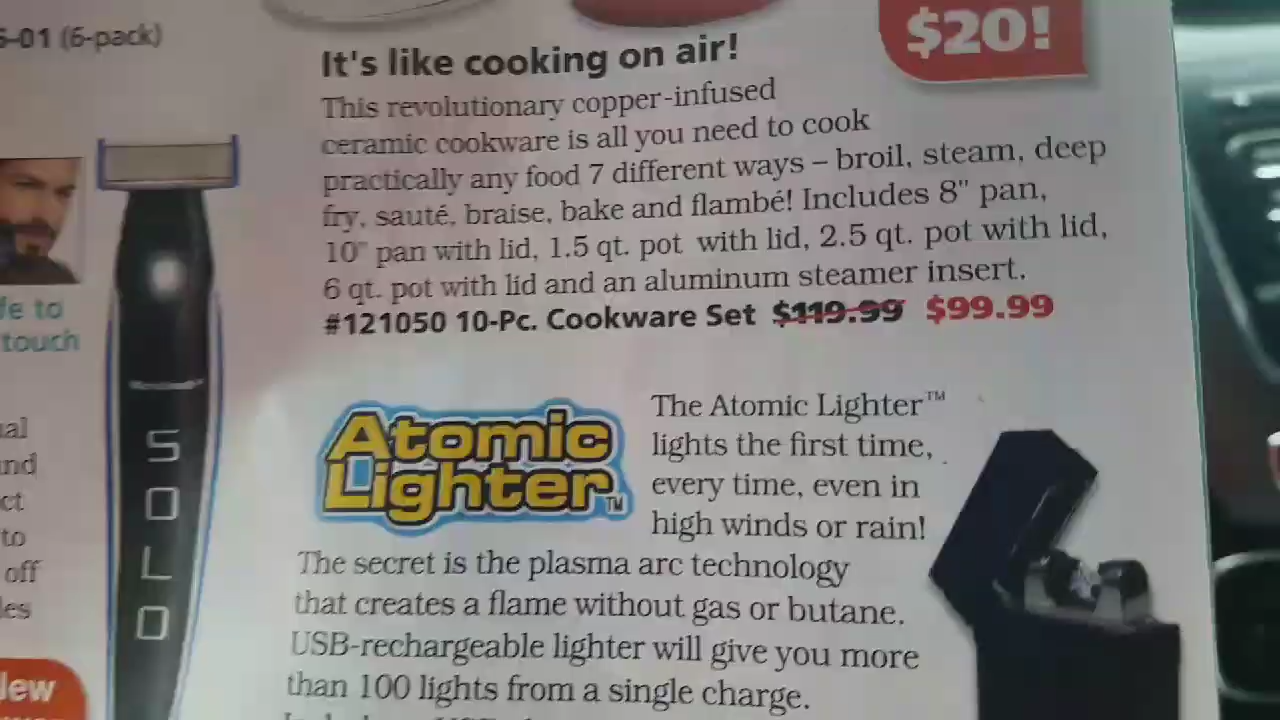 (6-pack)
$20!
It's like cooking on air!
This revolutionary copper-infused
ceramic cookware is all you need to cook
practically any food 7 different ways – broil, steam, deep
fry, sauté, braise, bake and flambé! Includes 8" pan,
10" pan with lid, 1.5 qt. pot with lid, 2.5 qt. pot with lid,
6 qt. pot with lid and an aluminum steamer insert.
#121050 10-Pc. Cookware Set $119.99 $99.99
to
touch
ct
to
off
SOLO
Atomic
Lighter™
The Atomic Lighter™
lights the first time,
every time, even in
high winds or rain!
The secret is the plasma arc technology
that creates a flame without gas or butane.
USB-rechargeable lighter will give you more
than 100 lights from a single charge.